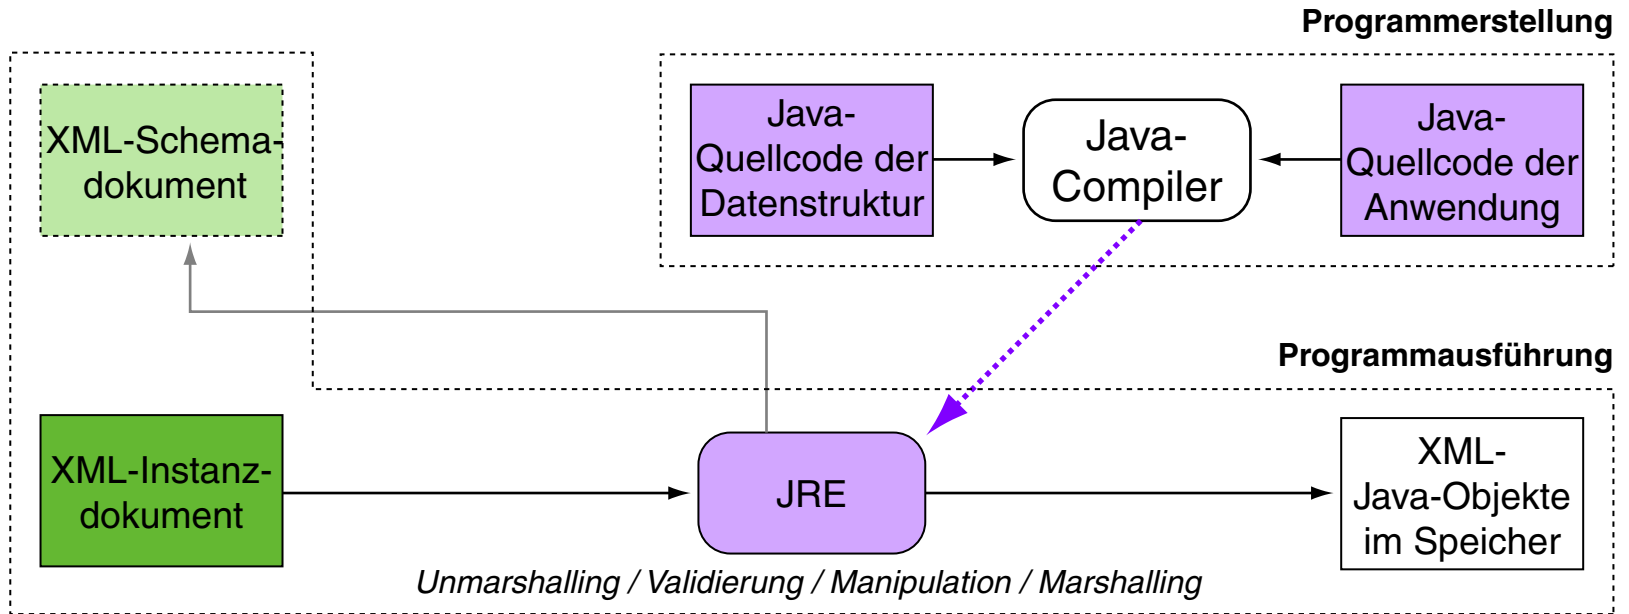 Programmerstellung
XML-Schema-
dokument
Java-
Quellcode der
Datenstruktur
Java-
Compiler
Java-
Quellcode der
Anwendung
Programmausführung
XML-Instanz-
dokument
JRE
XML-
Java-Objekte
im Speicher
Unmarshalling / Validierung / Manipulation / Marshalling